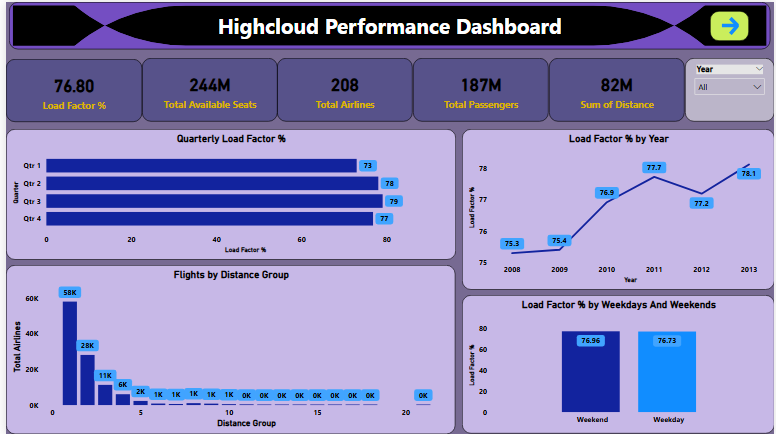 Highcloud Performance Dashboard
76.80
Load Factor %
244M
Total Available Seats
208
Total Airlines
187M
Total Passengers
82M
Sum of Distance
Year
All
Quarterly Load Factor %
Quarter
Qtr 1
73
Qtr 2
78
Qtr 3
79
Qtr 4
77
0 20 40 60 80
Load Factor %
Load Factor % by Year
Load Factor %
78
77
76
75
75.3
75.4
76.9
77.7
77.2
78.1
2008 2009 2010 2011 2012 2013
Year
Flights by Distance Group
Total Airlines
60K
40K
20K
0K
58K
28K
11K
6K
2K
1K 1K 1K 1K 1K 0K 0K 0K 0K 0K 0K 0K 0K 0K
0 5 10 15 20
Distance Group
Load Factor % by Weekdays And Weekends
Load Factor %
80
60
40
20
0
76.96
76.73
Weekend Weekday